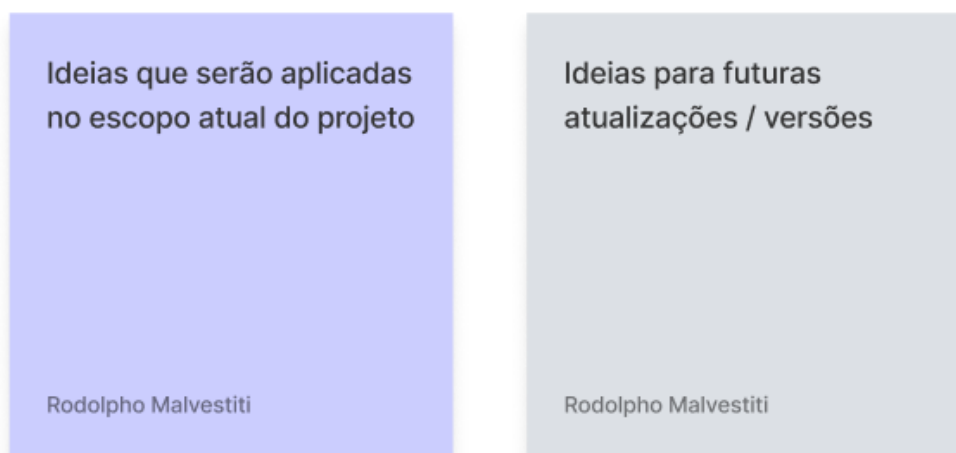 Ideias que serão aplicadas
no escopo atual do projeto
Rodolpho Malvestiti
Ideias para futuras
atualizações / versões
Rodolpho Malvestiti